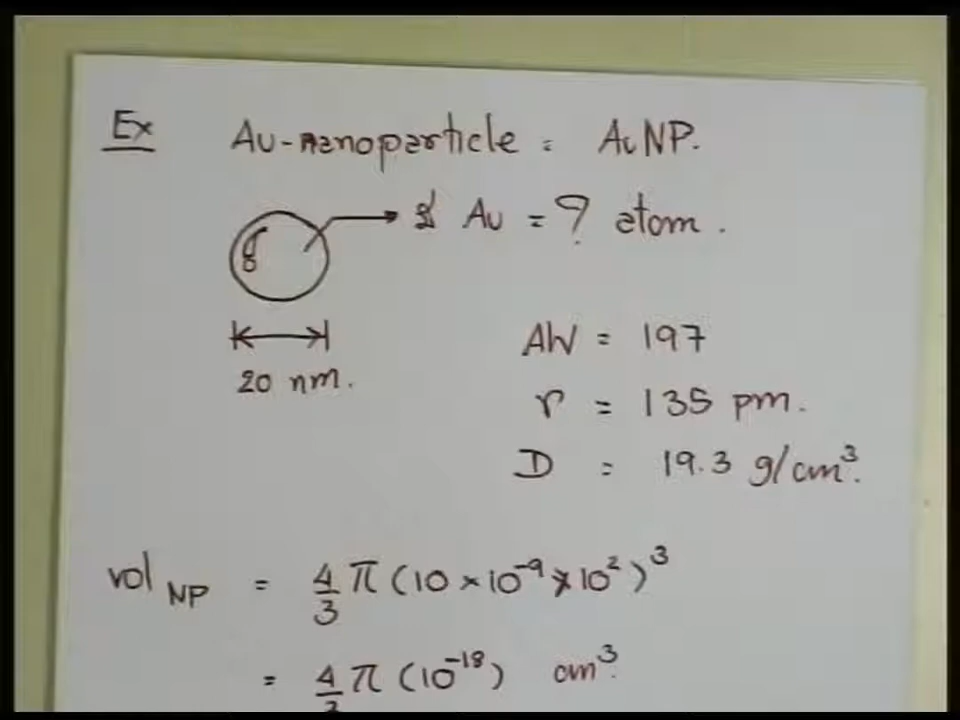 Ex Au-nanoparticle = AuNP.
Au = ? atom.
20 nm.
AW = 197
r = 135 pm.
D = 19.3 g/cm³.
vol NP = 4/3 π (10 × 10⁻⁹ × 10²)³
= 4/3 π (10⁻¹⁸) cm³.